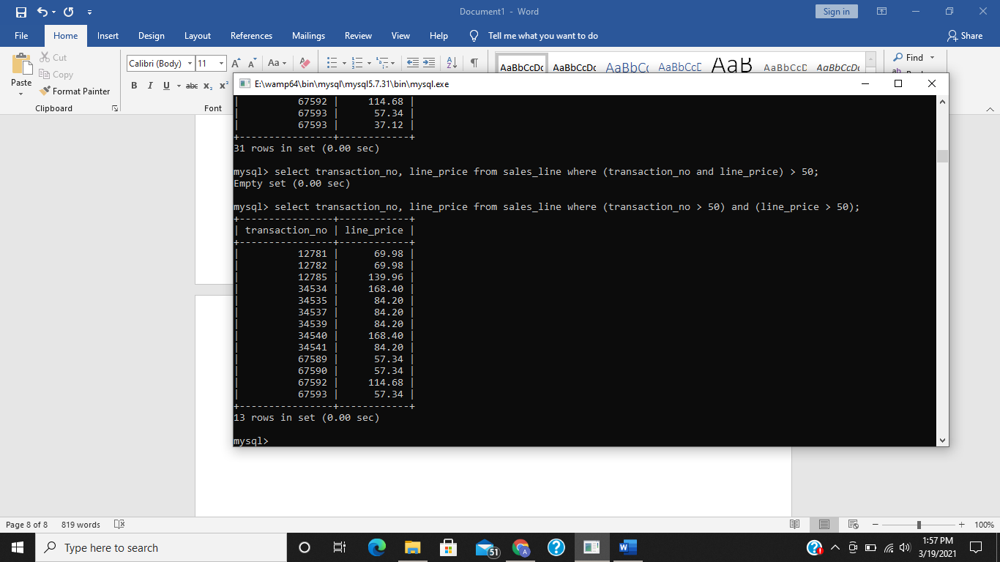 Document1 - Word
Sign in
File Home Insert Design Layout References Mailings Review View Help Tell me what you want to do Share
Paste
Cut
Copy
Format Painter
Clipboard
Calibri (Body) 11
A A Aa A
B I U abc x₂ x²
Font
AaBbCcDc AaBbCcDc AaBbCc AaBbCcD AaB AaBbCcD AaBbCcDc
Find
E:\wamp64\bin\mysql\mysql5.7.31\bin\mysql.exe
| 67592 | 114.68 |
| 67593 | 57.34 |
| 67593 | 37.12 |
+----------------+------------+
31 rows in set (0.00 sec)
mysql> select transaction_no, line_price from sales_line where (transaction_no and line_price) > 50;
Empty set (0.00 sec)
mysql> select transaction_no, line_price from sales_line where (transaction_no > 50) and (line_price > 50);
+----------------+------------+
| transaction_no | line_price |
+----------------+------------+
| 12781 | 69.98 |
| 12782 | 69.98 |
| 12785 | 139.96 |
| 34534 | 168.40 |
| 34535 | 84.20 |
| 34537 | 84.20 |
| 34539 | 84.20 |
| 34540 | 168.40 |
| 34541 | 84.20 |
| 67589 | 57.34 |
| 67590 | 57.34 |
| 67592 | 114.68 |
| 67593 | 57.34 |
+----------------+------------+
13 rows in set (0.00 sec)
mysql>
Page 8 of 8 819 words
100%
Type here to search
51
A
1:57 PM
3/19/2021